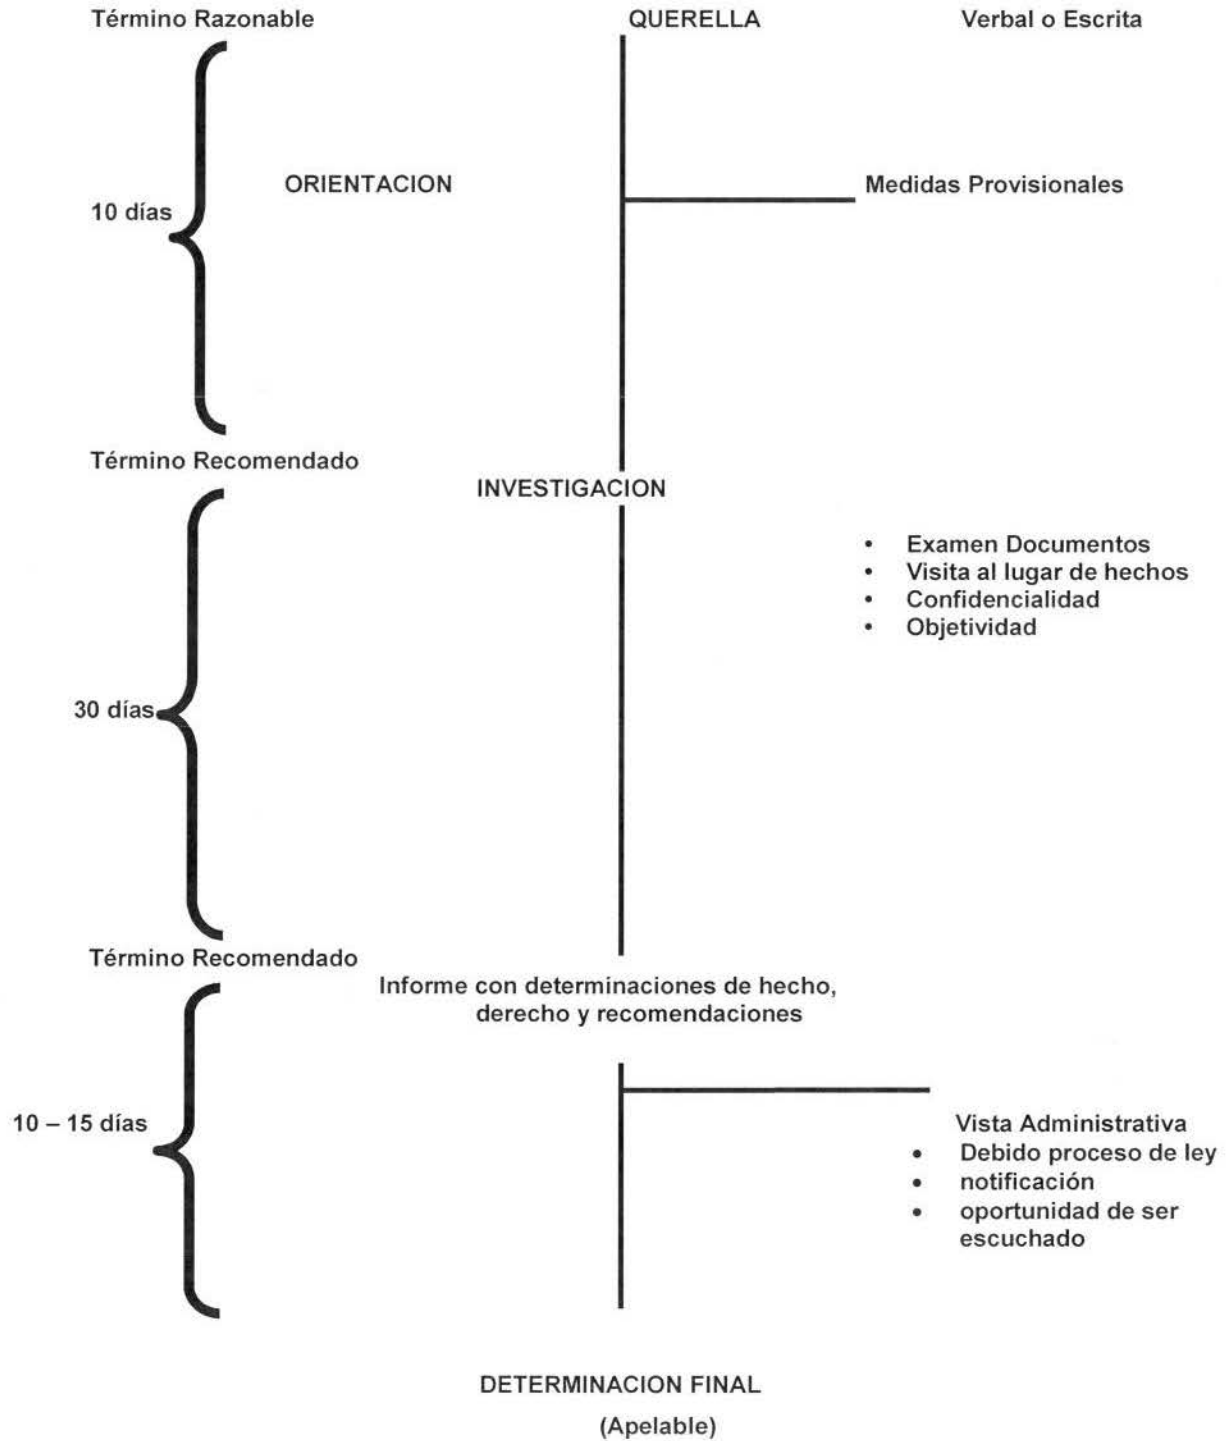 Término Razonable
QUERELLA
Verbal o Escrita
ORIENTACION
Medidas Provisionales
10 días
Término Recomendado
INVESTIGACION
• Examen Documentos
• Visita al lugar de hechos
• Confidencialidad
• Objetividad
30 días
Término Recomendado
Informe con determinaciones de hecho,
derecho y recomendaciones
10 – 15 días
Vista Administrativa
• Debido proceso de ley
• notificación
• oportunidad de ser
escuchado
DETERMINACION FINAL
(Apelable)